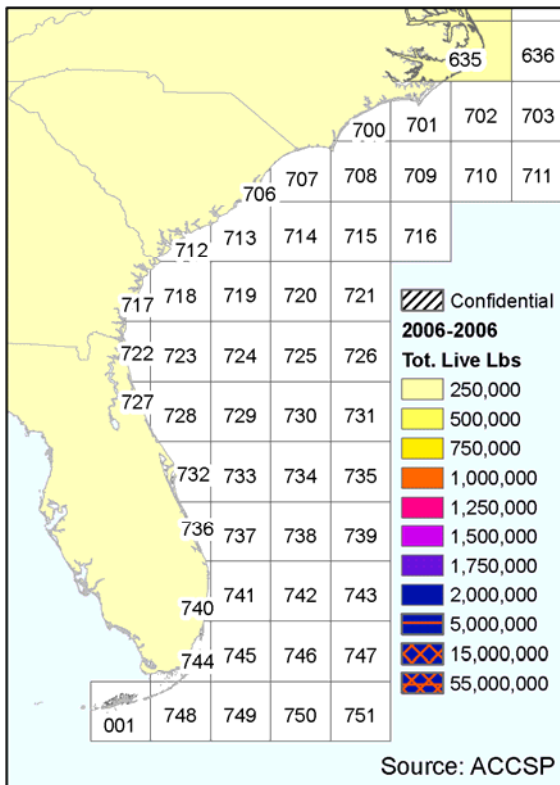 635 636
700 701 702 703
706 707 708 709 710 711
712 713 714 715 716
717 718 719 720 721
722 723 724 725 726
727 728 729 730 731
732 733 734 735
736 737 738 739
740 741 742 743
744 745 746 747
001 748 749 750 751
Confidential
2006-2006
Tot. Live Lbs
250,000
500,000
750,000
1,000,000
1,250,000
1,500,000
1,750,000
2,000,000
5,000,000
15,000,000
55,000,000
Source: ACCSP